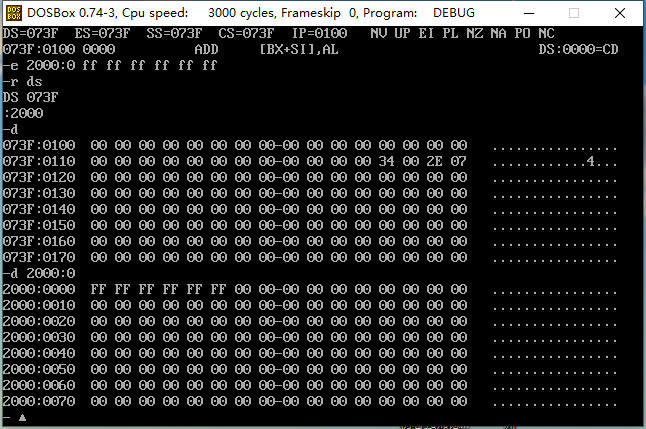 DOSBox 0.74-3, Cpu speed:    3000 cycles, Frameskip  0, Program:    DEBUG
DS=073F  ES=073F  SS=073F  CS=073F  IP=0100   NV UP EI PL NZ NA PO NC
073F:0100 0000          ADD     [BX+SI],AL                         DS:0000=CD
-e 2000:0 ff ff ff ff ff ff
-r ds
DS 073F
:2000
-d
073F:0100  00 00 00 00 00 00 00 00-00 00 00 00 00 00 00 00   ................
073F:0110  00 00 00 00 00 00 00 00-00 00 00 00 34 00 2E 07   ............4...
073F:0120  00 00 00 00 00 00 00 00-00 00 00 00 00 00 00 00   ................
073F:0130  00 00 00 00 00 00 00 00-00 00 00 00 00 00 00 00   ................
073F:0140  00 00 00 00 00 00 00 00-00 00 00 00 00 00 00 00   ................
073F:0150  00 00 00 00 00 00 00 00-00 00 00 00 00 00 00 00   ................
073F:0160  00 00 00 00 00 00 00 00-00 00 00 00 00 00 00 00   ................
073F:0170  00 00 00 00 00 00 00 00-00 00 00 00 00 00 00 00   ................
-d 2000:0
2000:0000  FF FF FF FF FF FF 00 00-00 00 00 00 00 00 00 00   ................
2000:0010  00 00 00 00 00 00 00 00-00 00 00 00 00 00 00 00   ................
2000:0020  00 00 00 00 00 00 00 00-00 00 00 00 00 00 00 00   ................
2000:0030  00 00 00 00 00 00 00 00-00 00 00 00 00 00 00 00   ................
2000:0040  00 00 00 00 00 00 00 00-00 00 00 00 00 00 00 00   ................
2000:0050  00 00 00 00 00 00 00 00-00 00 00 00 00 00 00 00   ................
2000:0060  00 00 00 00 00 00 00 00-00 00 00 00 00 00 00 00   ................
2000:0070  00 00 00 00 00 00 00 00-00 00 00 00 00 00 00 00   ................
-